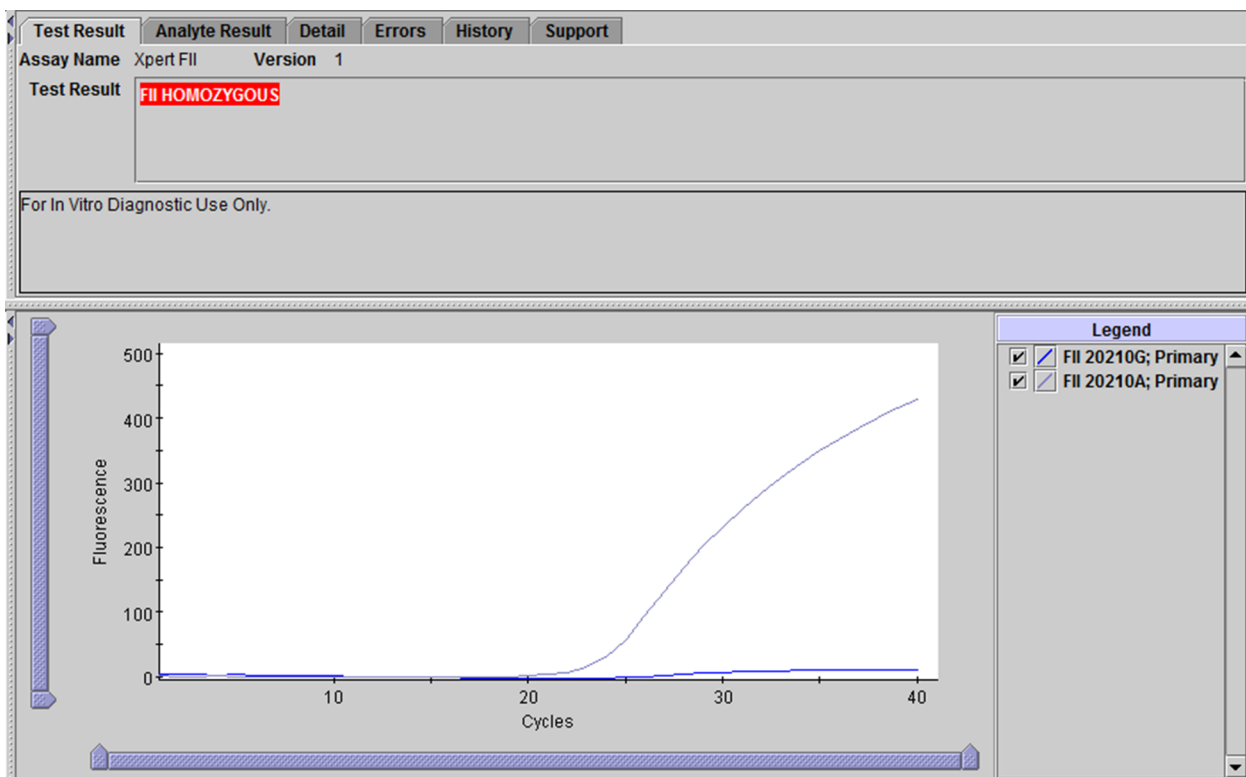 Test Result Analyte Result Detail Errors History Support
Assay Name Xpert FII Version 1
Test Result FII HOMOZYGOUS
For In Vitro Diagnostic Use Only.
Legend
FII 20210G; Primary
FII 20210A; Primary
500
400
300
200
100
0
Fluorescence
10 20 30 40
Cycles